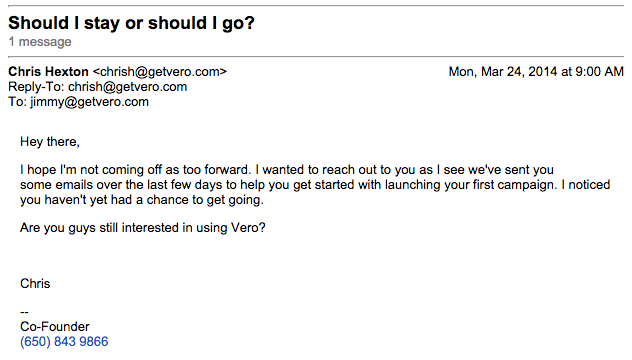 Should I stay or should I go?
1 message
Chris Hexton <chrish@getvero.com> Mon, Mar 24, 2014 at 9:00 AM
Reply-To: chrish@getvero.com
To: jimmy@getvero.com
Hey there,
I hope I'm not coming off as too forward. I wanted to reach out to you as I see we've sent you
some emails over the last few days to help you get started with launching your first campaign. I noticed
you haven't yet had a chance to get going.
Are you guys still interested in using Vero?
Chris
--
Co-Founder
(650) 843 9866